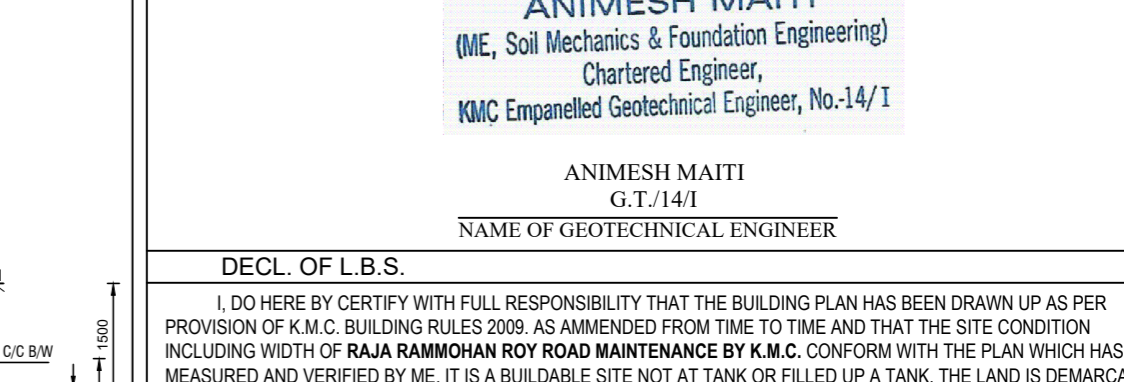 ANIMESH MAITI
(ME, Soil Mechanics & Foundation Engineering)
Chartered Engineer,
KMC Empanelled Geotechnical Engineer, No.-14/ I
ANIMESH MAITI
G.T./14/I
NAME OF GEOTECHNICAL ENGINEER
DECL. OF L.B.S.
I, DO HERE BY CERTIFY WITH FULL RESPONSIBILITY THAT THE BUILDING PLAN HAS BEEN DRAWN UP AS PER
PROVISION OF K.M.C. BUILDING RULES 2009. AS AMMENDED FROM TIME TO TIME AND THAT THE SITE CONDITION
INCLUDING WIDTH OF RAJA RAMMOHAN ROY ROAD MAINTENANCE BY K.M.C. CONFORM WITH THE PLAN WHICH HAS
MEASURED AND VERIFIED BY ME. IT IS A BUILDABLE SITE NOT AT TANK OR FILLED UP A TANK. THE LAND IS DEMARCA
1500
C/C B/W